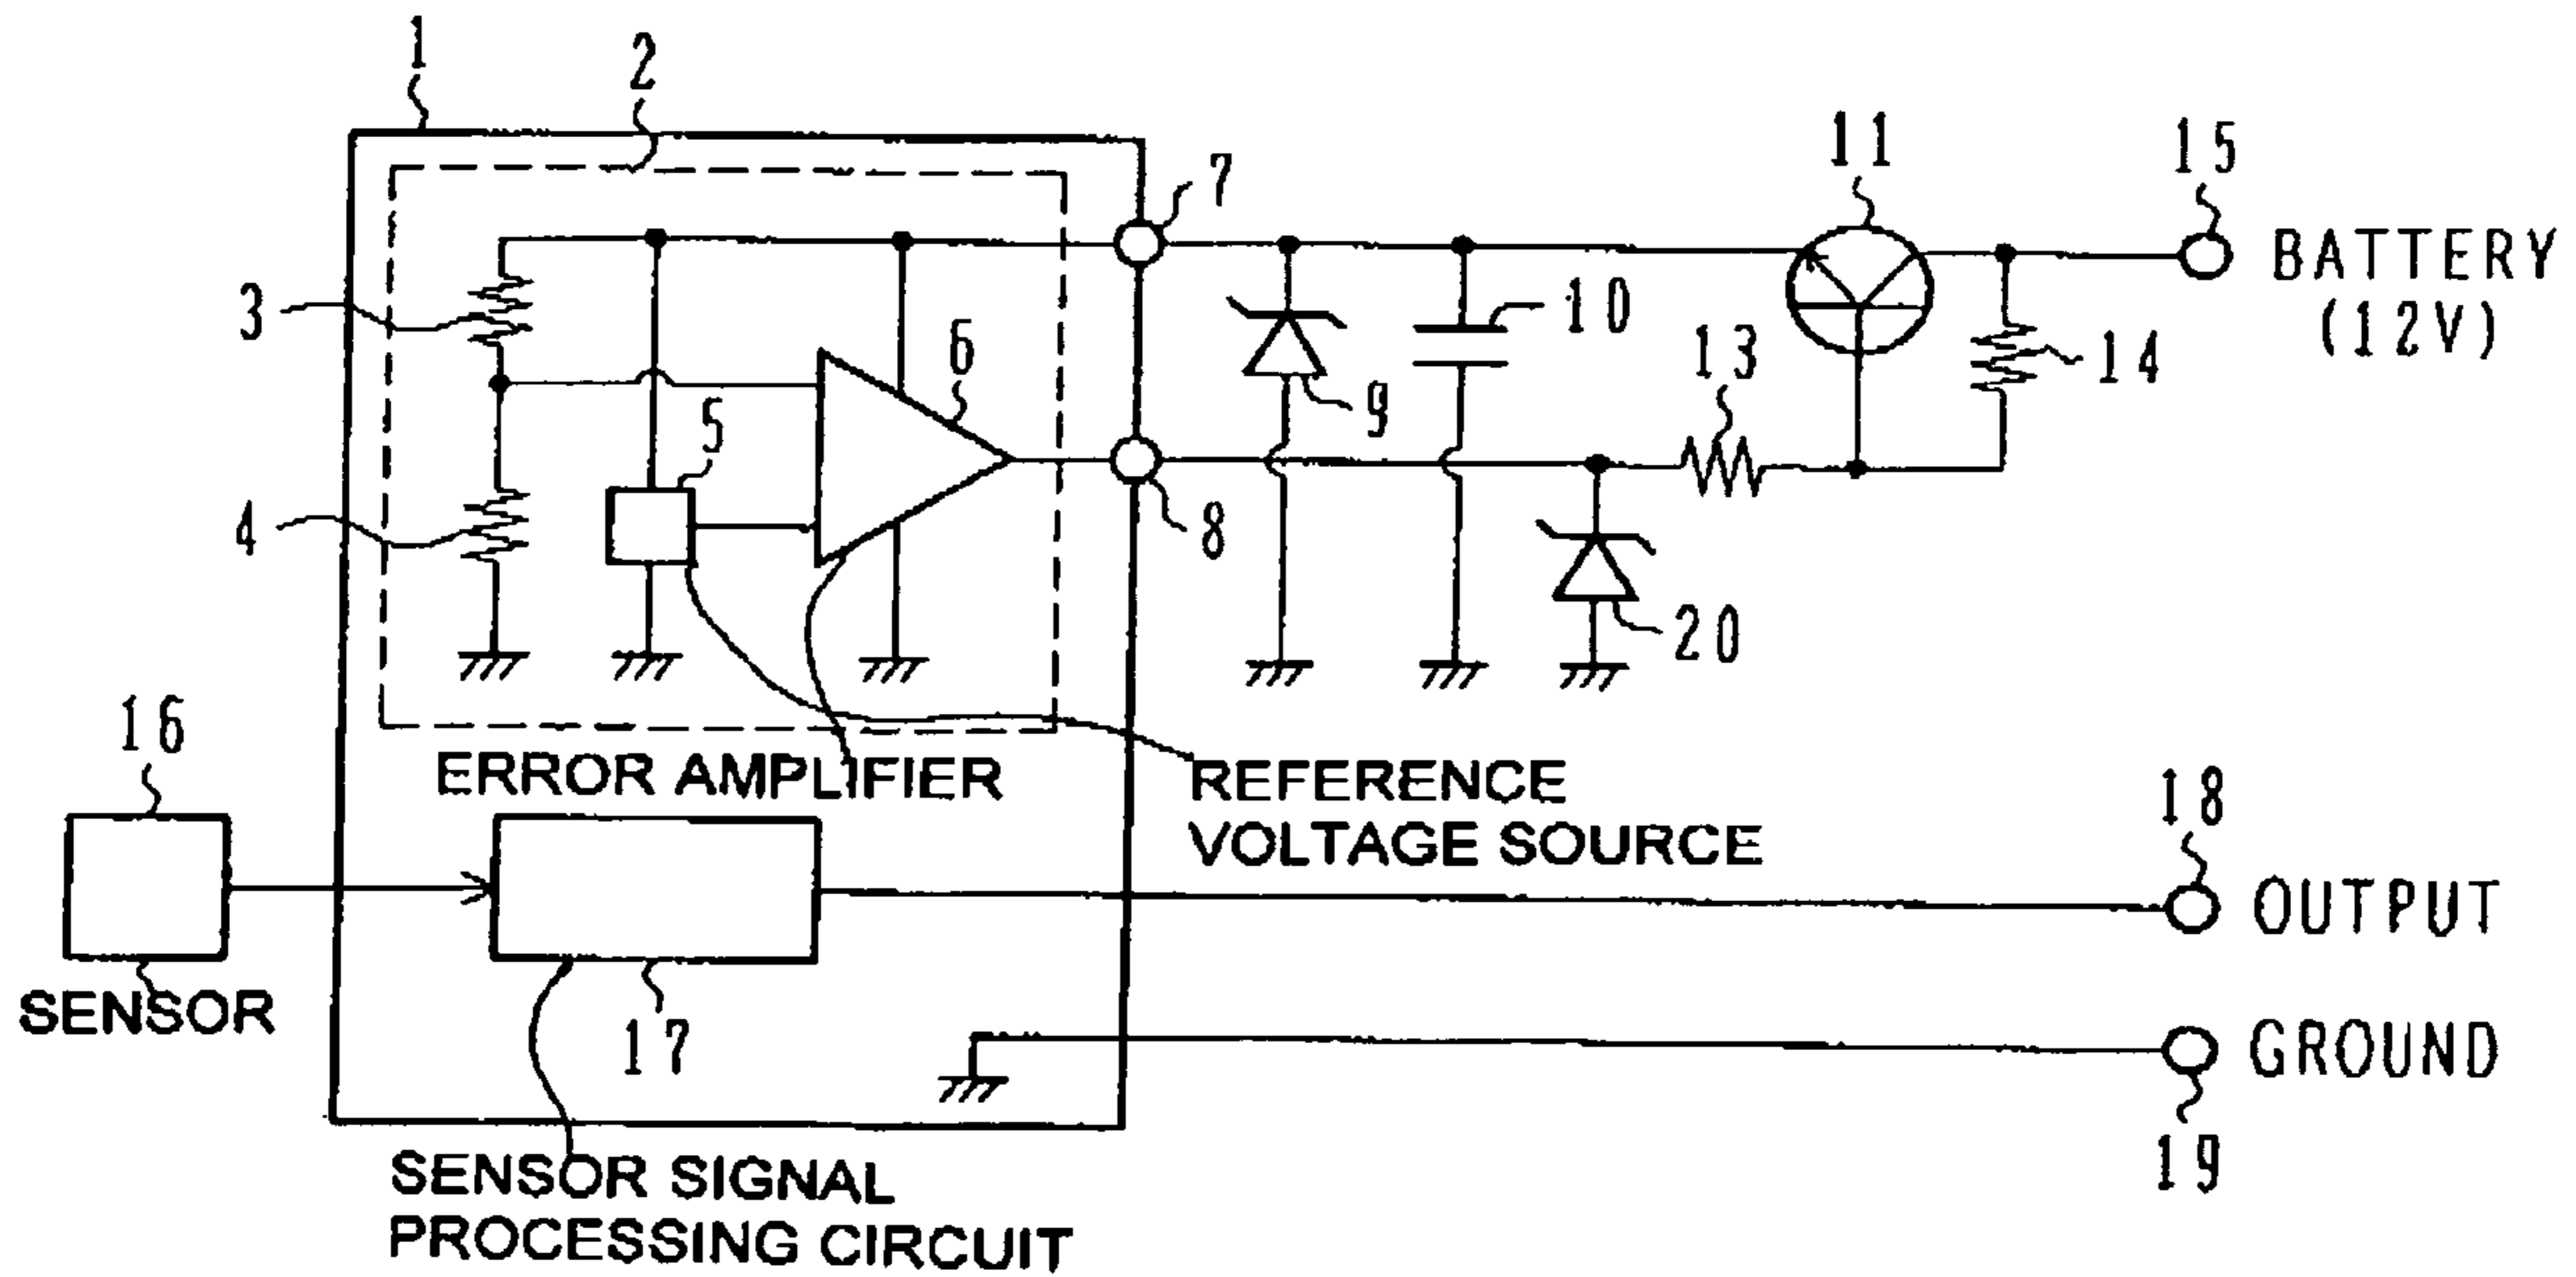 1
2
7
11
15
BATTERY
(12V)
3
6
10
13
14
5
9
4
8
20
16
ERROR AMPLIFIER
REFERENCE
VOLTAGE SOURCE
18
OUTPUT
SENSOR
17
GROUND
19
SENSOR SIGNAL
PROCESSING CIRCUIT